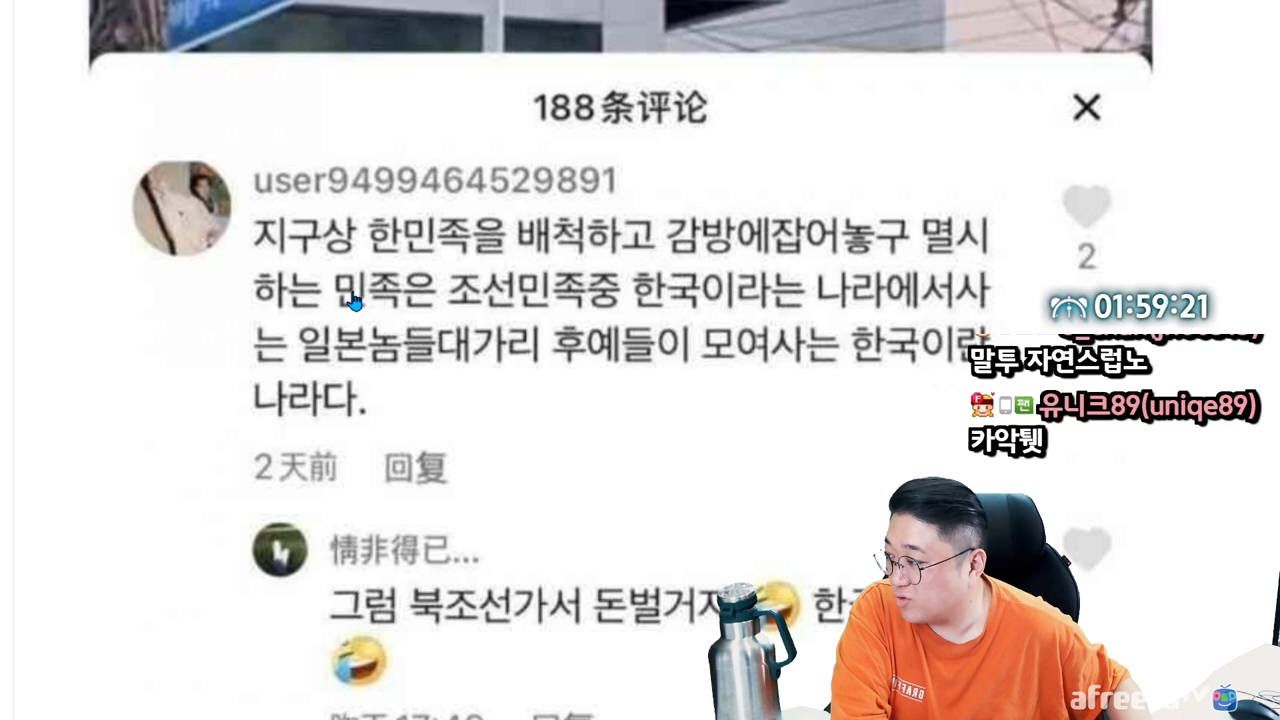 188条评论
user9499464529891
지구상 한민족을 배척하고 감방에잡어놓구 멸시
하는 민족은 조선민족중 한국이라는 나라에서사
는 일본놈들대가리 후예들이 모여사는 한국이란
나라다.
2天前 回复
2
01:59:21
말투 자연스럽노
유니크89(uniqe89)
카악퉷
情非得已...
그럼 북조선가서 돈벌거지
afreeca